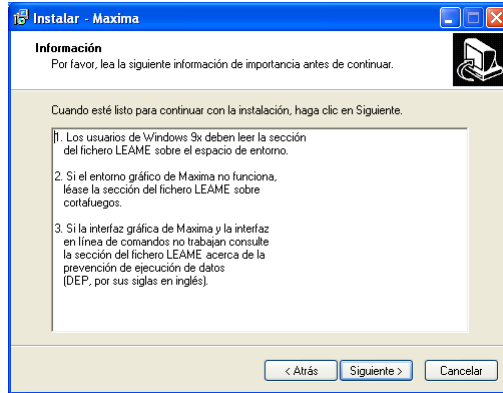 Instalar - Maxima
Información
Por favor, lea la siguiente información de importancia antes de continuar.
Cuando esté listo para continuar con la instalación, haga clic en Siguiente.
1. Los usuarios de Windows 9x deben leer la sección
del fichero LEAME sobre el espacio de entorno.
2. Si el entorno gráfico de Maxima no funciona,
léase la sección del fichero LEAME sobre
cortafuegos.
3. Si la interfaz gráfica de Maxima y la interfaz
en línea de comandos no trabajan consulte
la sección del fichero LEAME acerca de la
prevención de ejecución de datos
(DEP, por sus siglas en inglés).
< Atrás
Siguiente >
Cancelar